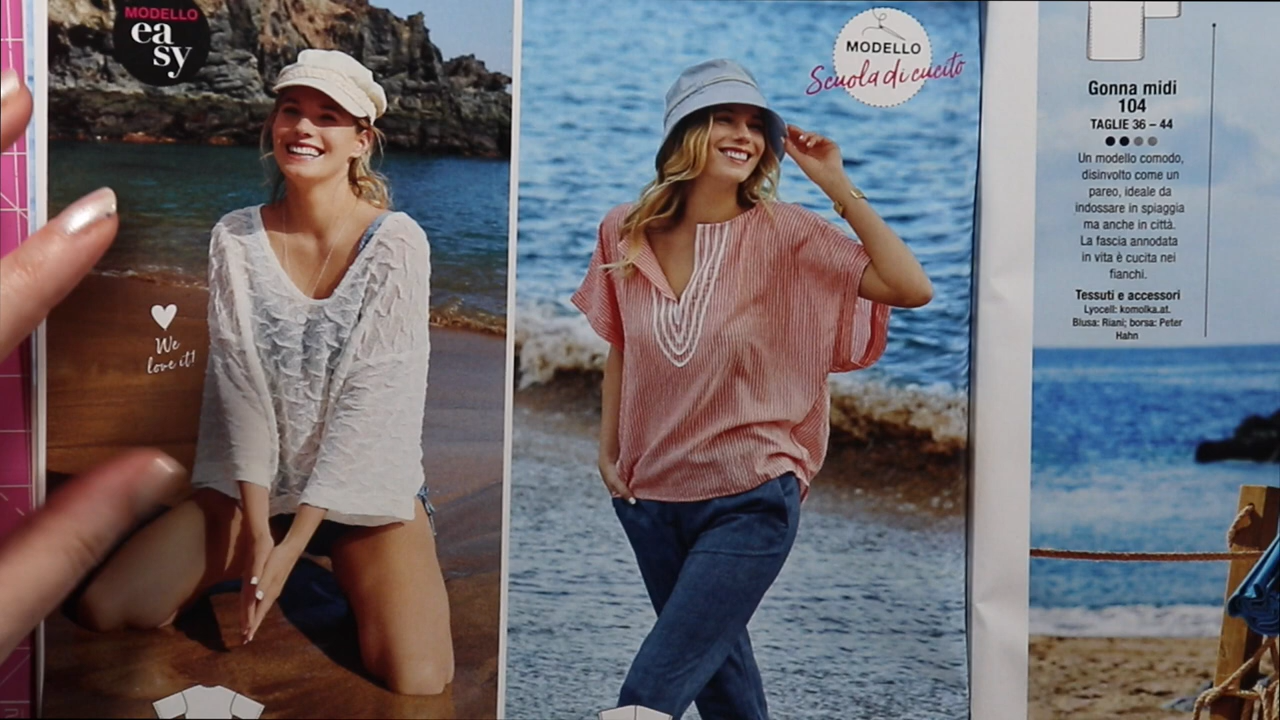 MODELLO
ea
sy
We
love it!
MODELLO
Scuola di cucito
Gonna midi
104
TAGLIE 36 – 44
Un modello comodo,
disinvolto come un
pareo, ideale da
indossare in spiaggia
ma anche in città.
La fascia annodata
in vita è cucita nei
fianchi.
Tessuti e accessori
Lyocell: komolka.at.
Blusa: Riani; borsa: Peter
Hahn